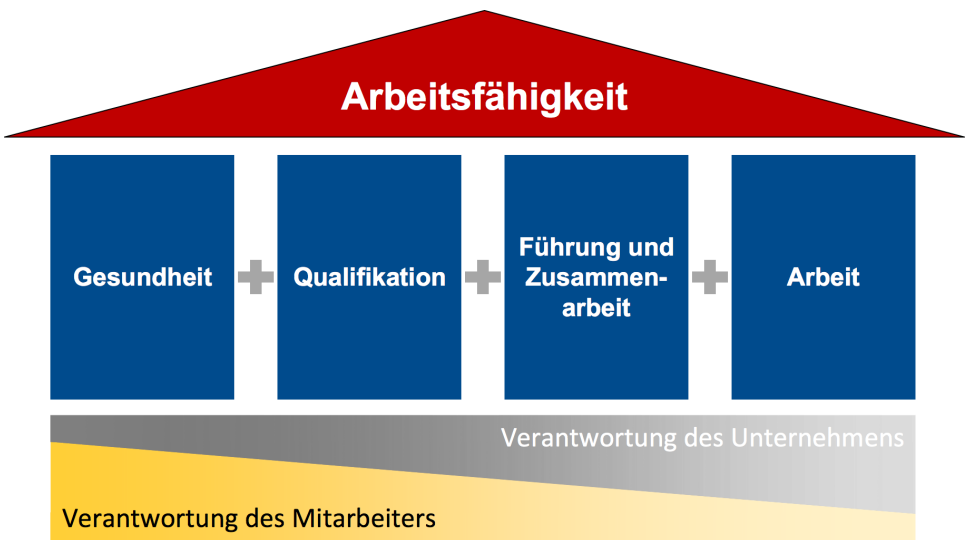 Arbeitsfähigkeit
Gesundheit
Qualifikation
Führung und
Zusammen-
arbeit
Arbeit
Verantwortung des Unternehmens
Verantwortung des Mitarbeiters